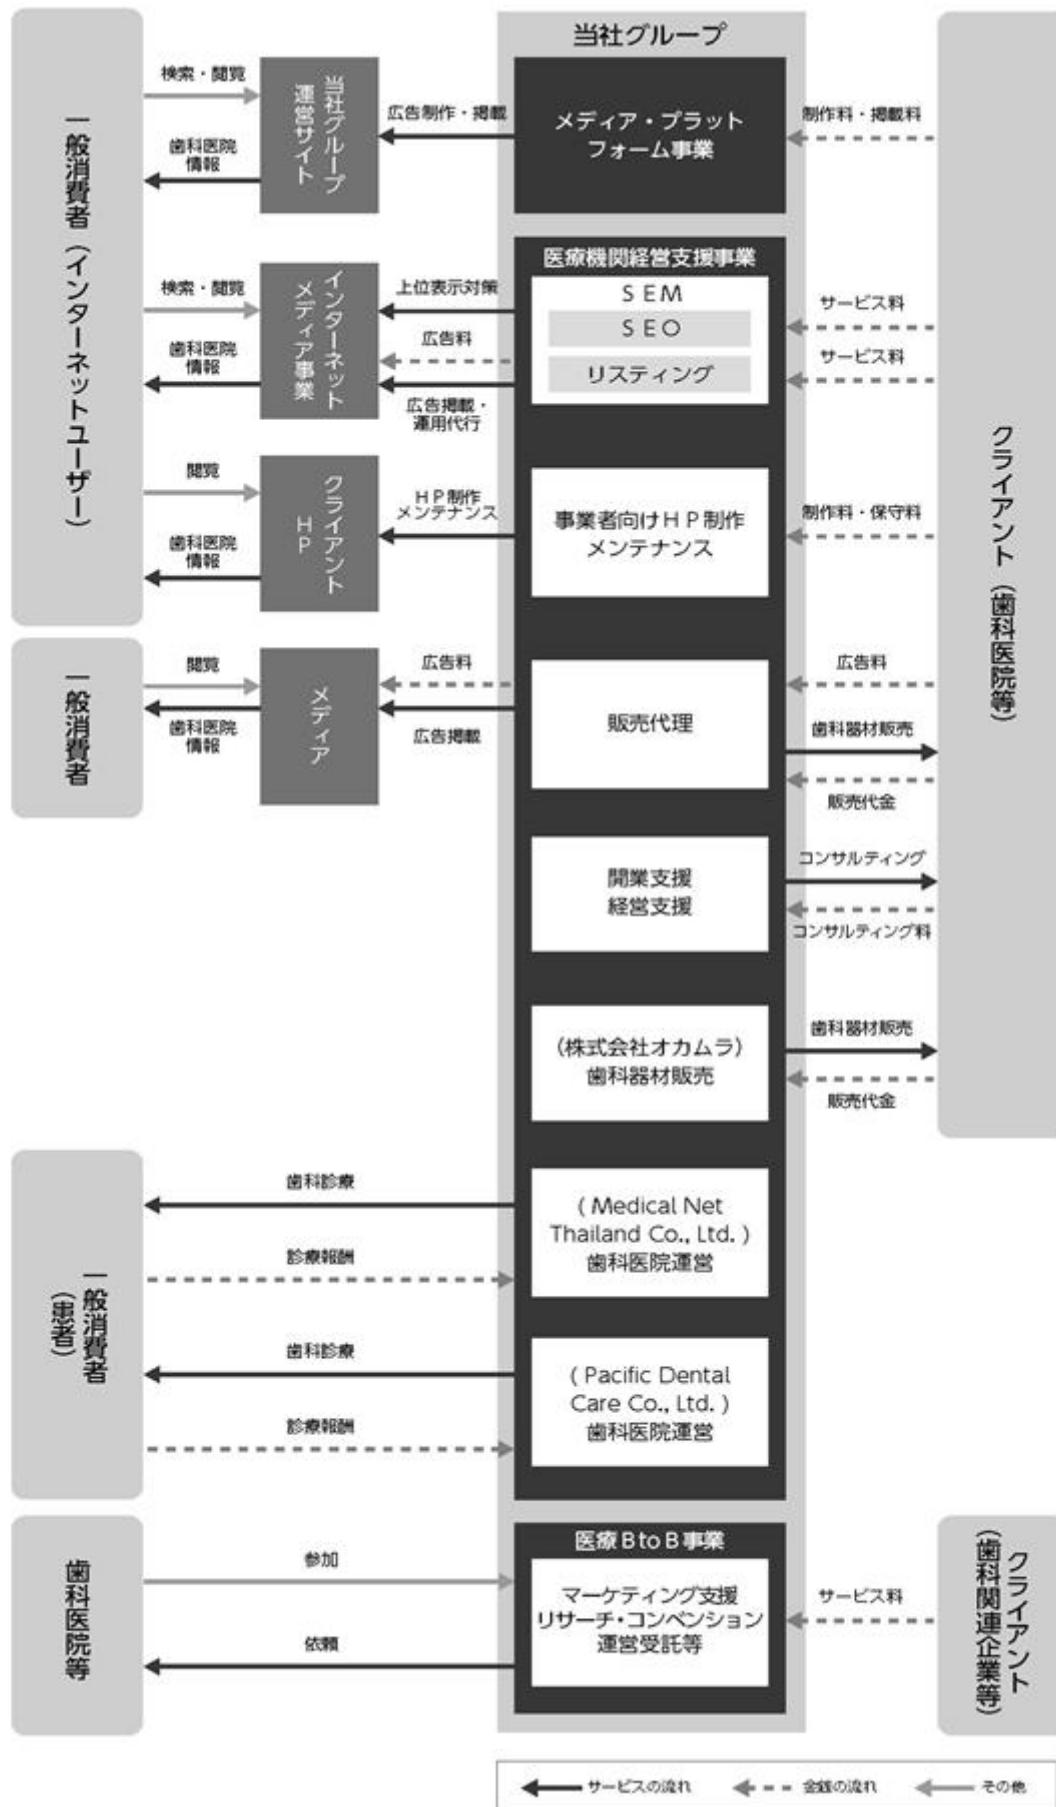 当社グループ
一般消費者（インターネットユーザー）
検索・閲覧
歯科医院
情報
当社グループ
運営サイト
広告制作・掲載
メディア・プラット
フォーム事業
制作料・掲載料
医療機関経営支援事業
検索・閲覧
歯科医院
情報
インターネット
メディア事業
上位表示対策
広告料
広告掲載・
運用代行
ＳＥＭ
ＳＥＯ
リスティング
サービス料
サービス料
クライアント（歯科医院等）
閲覧
歯科医院
情報
クライアント
ＨＰ
ＨＰ制作
メンテナンス
事業者向けＨＰ制作
メンテナンス
制作料・保守料
一般消費者
閲覧
歯科医院
情報
メディア
広告料
広告掲載
販売代理
広告料
歯科器材販売
販売代金
開業支援
経営支援
コンサルティング
コンサルティング料
（株式会社オカムラ）
歯科器材販売
歯科器材販売
販売代金
一般消費者
（患者）
歯科診療
診療報酬
( Medical Net
Thailand Co., Ltd. )
歯科医院運営
歯科診療
診療報酬
( Pacific Dental
Care Co., Ltd. )
歯科医院運営
歯科医院等
参加
依頼
医療ＢtoＢ事業
マーケティング支援
リサーチ・コンベンション
運営受託等
サービス料
クライアント
（歯科関連企業等）
サービスの流れ
金銭の流れ
その他